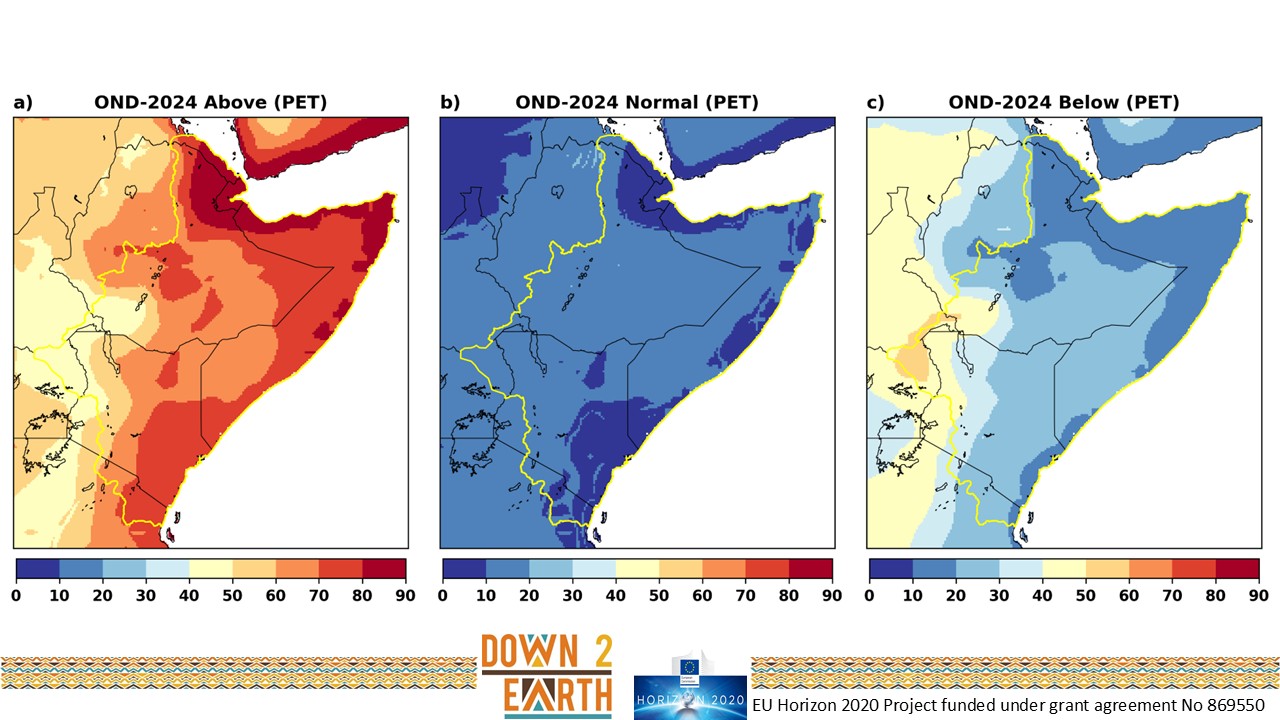 a) OND-2024 Above (PET)
b) OND-2024 Normal (PET)
c) OND-2024 Below (PET)
0 10 20 30 40 50 60 70 80 90
0 10 20 30 40 50 60 70 80 90
0 10 20 30 40 50 60 70 80 90
DOWN 2
EARTH
European
Commission
HORIZON 2020
EU Horizon 2020 Project funded under grant agreement No 869550